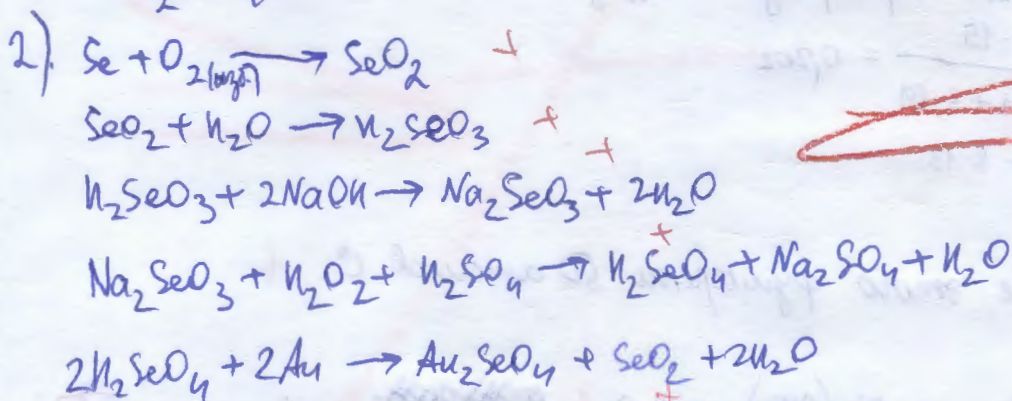 2). Se + O₂(изб) → SeO₂ +
SeO₂ + H₂O → H₂SeO₃ +
H₂SeO₃ + 2NaOH → Na₂SeO₃ + 2H₂O +
Na₂SeO₃ + H₂O₂ + H₂SO₄ → H₂SeO₄ + Na₂SO₄ + H₂O +
2H₂SeO₄ + 2Au → Au₂SeO₄ + SeO₂ + 2H₂O +